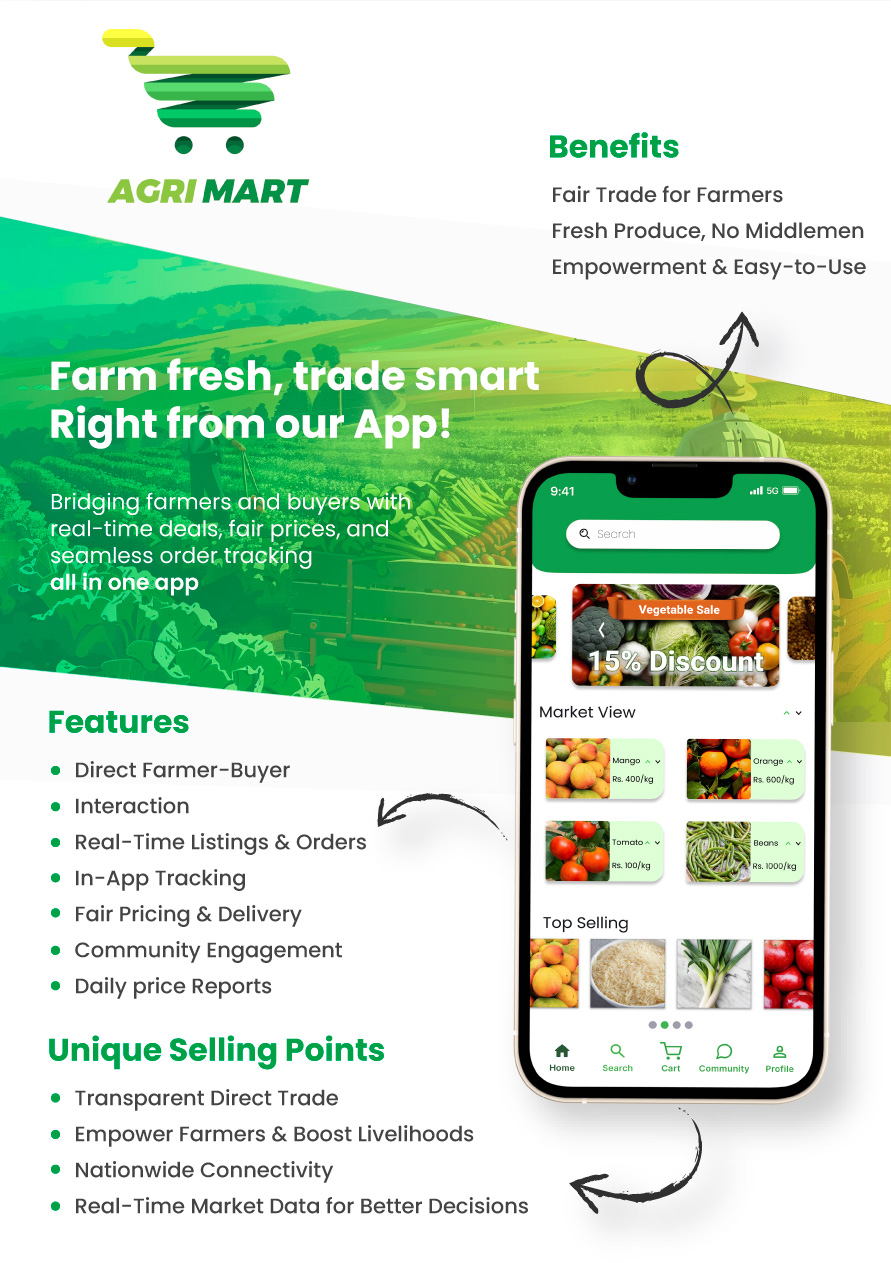 AGRI MART
Benefits
Fair Trade for Farmers
Fresh Produce, No Middlemen
Empowerment & Easy-to-Use
Farm fresh, trade smart
Right from our App!
Bridging farmers and buyers with
real-time deals, fair prices, and
seamless order tracking
all in one app
Features
Direct Farmer-Buyer
Interaction
Real-Time Listings & Orders
In-App Tracking
Fair Pricing & Delivery
Community Engagement
Daily price Reports
Unique Selling Points
Transparent Direct Trade
Empower Farmers & Boost Livelihoods
Nationwide Connectivity
Real-Time Market Data for Better Decisions
9:41 5G
Search
Vegetable Sale
15% Discount
Market View
Mango
Rs. 400/kg
Orange
Rs. 600/kg
Tomato
Rs. 100/kg
Beans
Rs. 1000/kg
Top Selling
Home Search Cart Community Profile